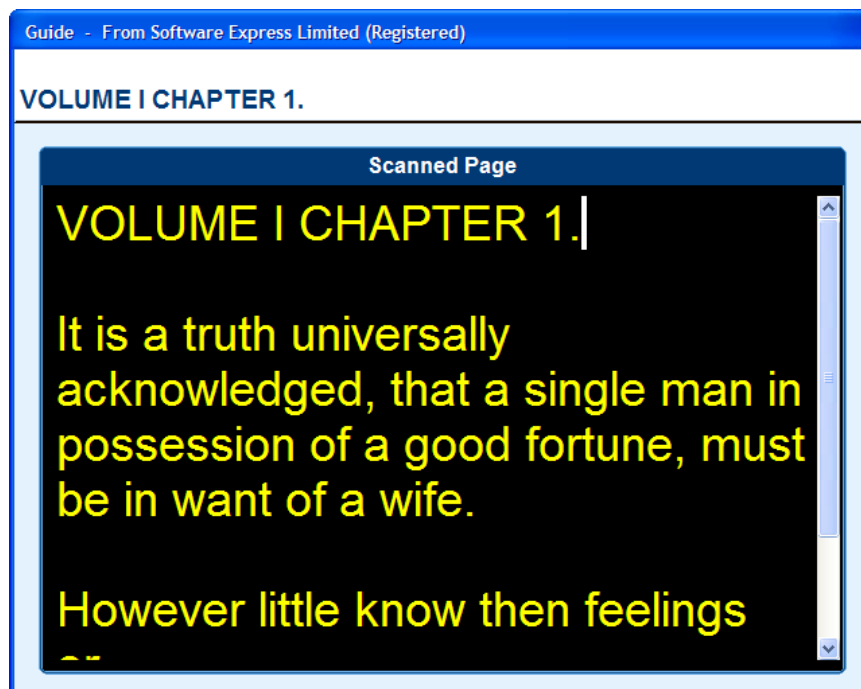 Guide - From Software Express Limited (Registered)
VOLUME I CHAPTER 1.
Scanned Page
VOLUME I CHAPTER 1.
It is a truth universally
acknowledged, that a single man in
possession of a good fortune, must
be in want of a wife.
However little know then feelings